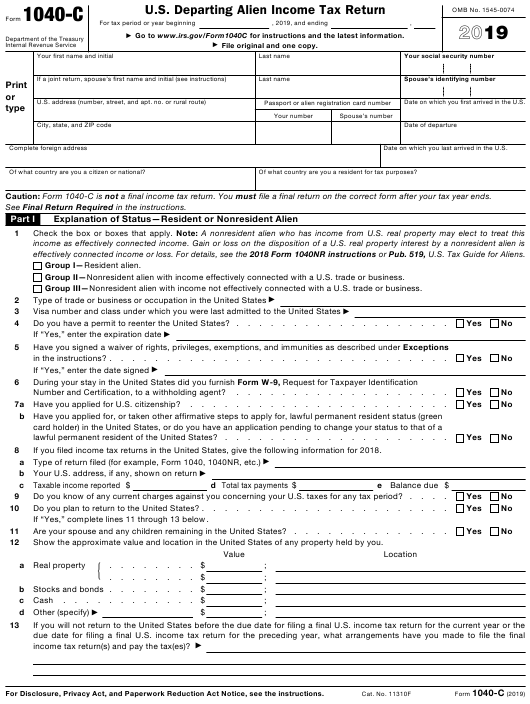 Form 1040-C
Department of the Treasury
Internal Revenue Service
U.S. Departing Alien Income Tax Return
For tax period or year beginning , 2019, and ending , .
► Go to www.irs.gov/Form1040C for instructions and the latest information.
► File original and one copy.
OMB No. 1545-0074
2019
Print
or
type
Your first name and initial
Last name
Your social security number
If a joint return, spouse's first name and initial (see instructions)
Last name
Spouse's identifying number
U.S. address (number, street, and apt. no. or rural route)
Passport or alien registration card number
Your number
Spouse's number
Date on which you first arrived in the U.S.
City, state, and ZIP code
Date of departure
Complete foreign address
Date on which you last arrived in the U.S.
Of what country are you a citizen or national?
Of what country are you a resident for tax purposes?
Caution: Form 1040-C is not a final income tax return. You must file a final return on the correct form after your tax year ends.
See Final Return Required in the instructions.
Part I Explanation of Status—Resident or Nonresident Alien
1 Check the box or boxes that apply. Note: A nonresident alien who has income from U.S. real property may elect to treat this
income as effectively connected income. Gain or loss on the disposition of a U.S. real property interest by a nonresident alien is
effectively connected income or loss. For details, see the 2018 Form 1040NR instructions or Pub. 519, U.S. Tax Guide for Aliens.
Group I—Resident alien.
Group II—Nonresident alien with income effectively connected with a U.S. trade or business.
Group III—Nonresident alien with income not effectively connected with a U.S. trade or business.
2 Type of trade or business or occupation in the United States ►
3 Visa number and class under which you were last admitted to the United States ►
4 Do you have a permit to reenter the United States? . . . . . . . . . . Yes No
If "Yes," enter the expiration date ►
5 Have you signed a waiver of rights, privileges, exemptions, and immunities as described under Exceptions
in the instructions? . . . . . . . . . . Yes No
If "Yes," enter the date signed ►
6 During your stay in the United States did you furnish Form W-9, Request for Taxpayer Identification
Number and Certification, to a withholding agent? . . . . . . . . . . Yes No
7a Have you applied for U.S. citizenship? . . . . . . . . . . Yes No
b Have you applied for, or taken other affirmative steps to apply for, lawful permanent resident status (green
card holder) in the United States, or do you have an application pending to change your status to that of a
lawful permanent resident of the United States? . . . . . . . . . . Yes No
8 If you filed income tax returns in the United States, give the following information for 2018.
a Type of return filed (for example, Form 1040, 1040NR, etc.) ►
b Your U.S. address, if any, shown on return ►
c Taxable income reported $ d Total tax payments $ e Balance due $
9 Do you know of any current charges against you concerning your U.S. taxes for any tax period? . . . . Yes No
10 Do you plan to return to the United States? . . . . . . . . . . Yes No
If "Yes," complete lines 11 through 13 below.
11 Are your spouse and any children remaining in the United States? . . . . . . . . . . Yes No
12 Show the approximate value and location in the United States of any property held by you.
Value Location
a Real property { . . . . . . . $ ;
. . . . . . . $ ;
b Stocks and bonds . . . . . . . $ ;
c Cash . . . . . . . $ ;
d Other (specify) ► $ ;
13 If you will not return to the United States before the due date for filing a final U.S. income tax return for the current year or the
due date for filing a final U.S. income tax return for the preceding year, what arrangements have you made to file the final
income tax return(s) and pay the tax(es)? ►
For Disclosure, Privacy Act, and Paperwork Reduction Act Notice, see the instructions. Cat. No. 11310F Form 1040-C (2019)